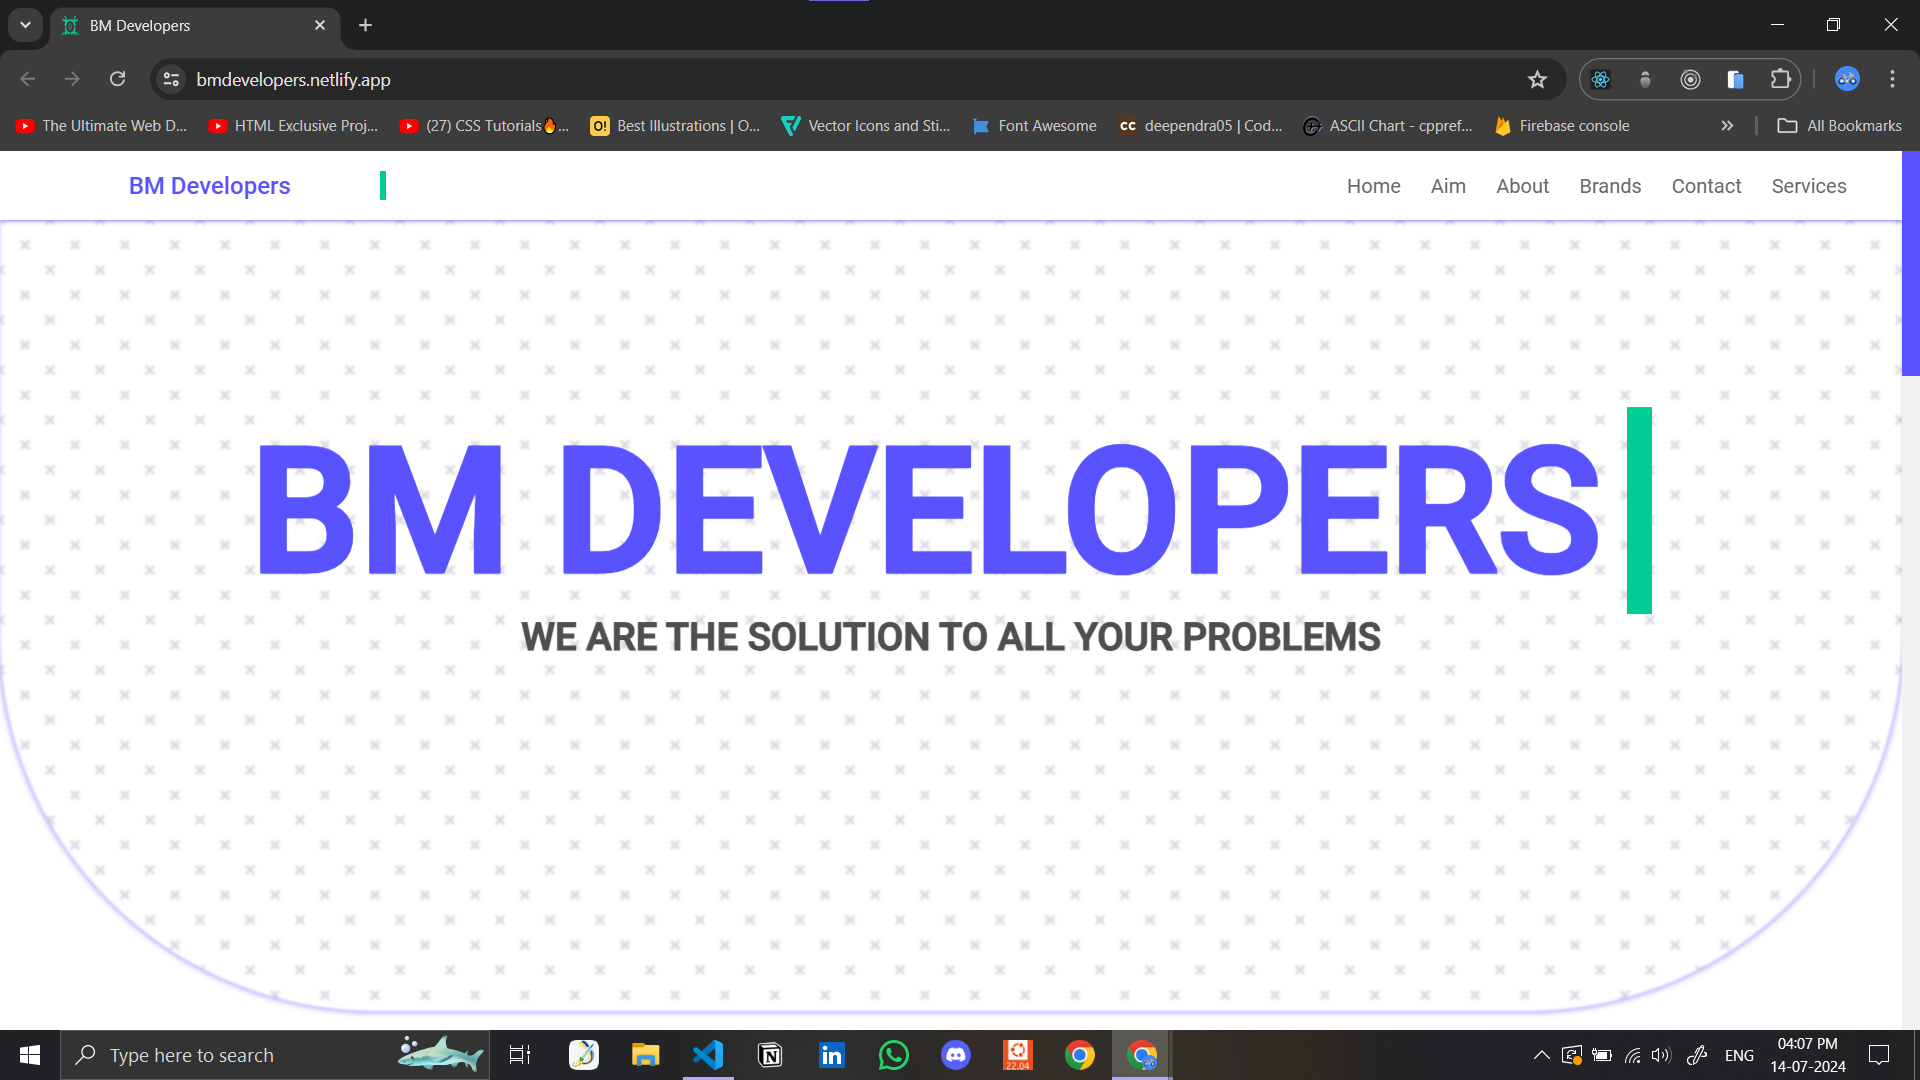 BM Developers
bmdevelopers.netlify.app
The Ultimate Web D...
HTML Exclusive Proj...
(27) CSS Tutorials🔥...
O!
Best Illustrations | O...
Vector Icons and Sti...
Font Awesome
CC
deependra05 | Cod...
ASCII Chart - cppref...
Firebase console
All Bookmarks
BM Developers
Home
Aim
About
Brands
Contact
Services
BM DEVELOPERS
WE ARE THE SOLUTION TO ALL YOUR PROBLEMS
Type here to search
22.04
ENG
04:07 PM
14-07-2024